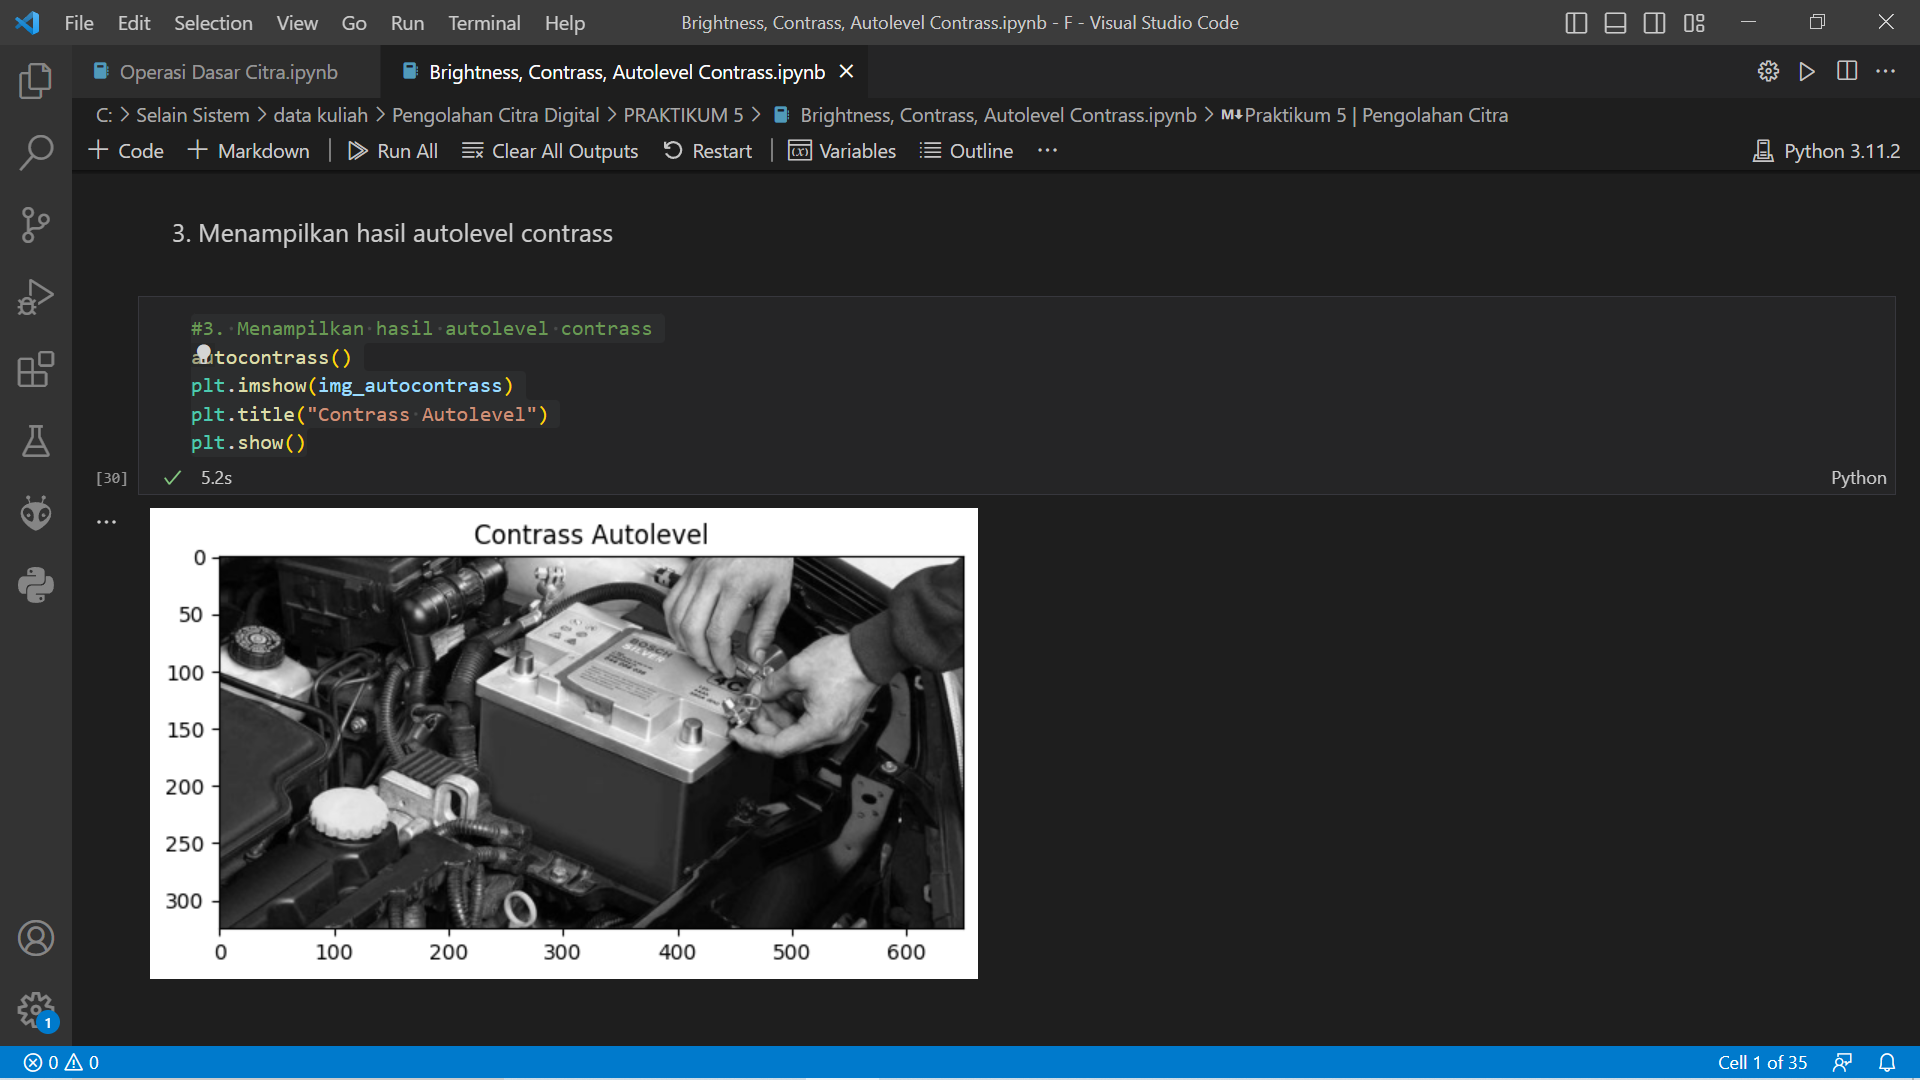 File Edit Selection View Go Run Terminal Help Brightness, Contrass, Autolevel Contrass.ipynb - F - Visual Studio Code
Operasi Dasar Citra.ipynb Brightness, Contrass, Autolevel Contrass.ipynb
C: > Selain Sistem > data kuliah > Pengolahan Citra Digital > PRAKTIKUM 5 > Brightness, Contrass, Autolevel Contrass.ipynb > M↓Praktikum 5 | Pengolahan Citra
+ Code + Markdown | Run All Clear All Outputs Restart | Variables Outline ... Python 3.11.2
3. Menampilkan hasil autolevel contrass
#3. Menampilkan hasil autolevel contrass
autocontrass()
plt.imshow(img_autocontrass)
plt.title("Contrass Autolevel")
plt.show()
[30] 5.2s Python
...
Contrass Autolevel
0
50
100
150
200
250
300
BOSCH
SILVER
4C
0 100 200 300 400 500 600
1
0 0 Cell 1 of 35